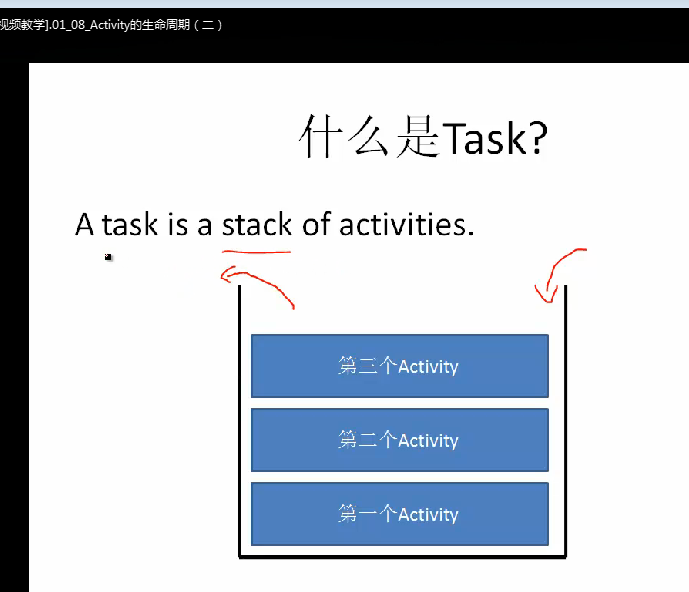 视频教学].01_08_Activity的生命周期（二）
什么是Task?
A task is a stack of activities.
第三个Activity
第二个Activity
第一个Activity